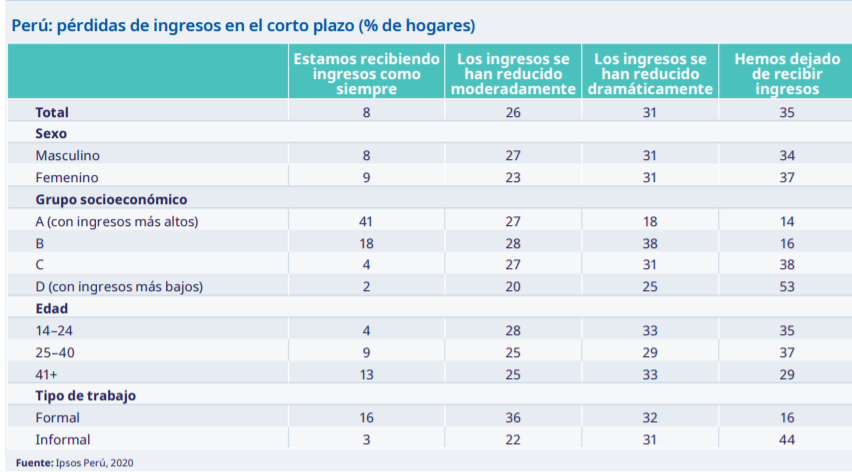 Perú: pérdidas de ingresos en el corto plazo (% de hogares)
Estamos recibiendo ingresos como siempre
Los ingresos se han reducido moderadamente
Los ingresos se han reducido dramáticamente
Hemos dejado de recibir ingresos
Total 8 26 31 35
Sexo
Masculino 8 27 31 34
Femenino 9 23 31 37
Grupo socioeconómico
A (con ingresos más altos) 41 27 18 14
B 18 28 38 16
C 4 27 31 38
D (con ingresos más bajos) 2 20 25 53
Edad
14–24 4 28 33 35
25–40 9 25 29 37
41+ 13 25 33 29
Tipo de trabajo
Formal 16 36 32 16
Informal 3 22 31 44
Fuente: Ipsos Perú, 2020